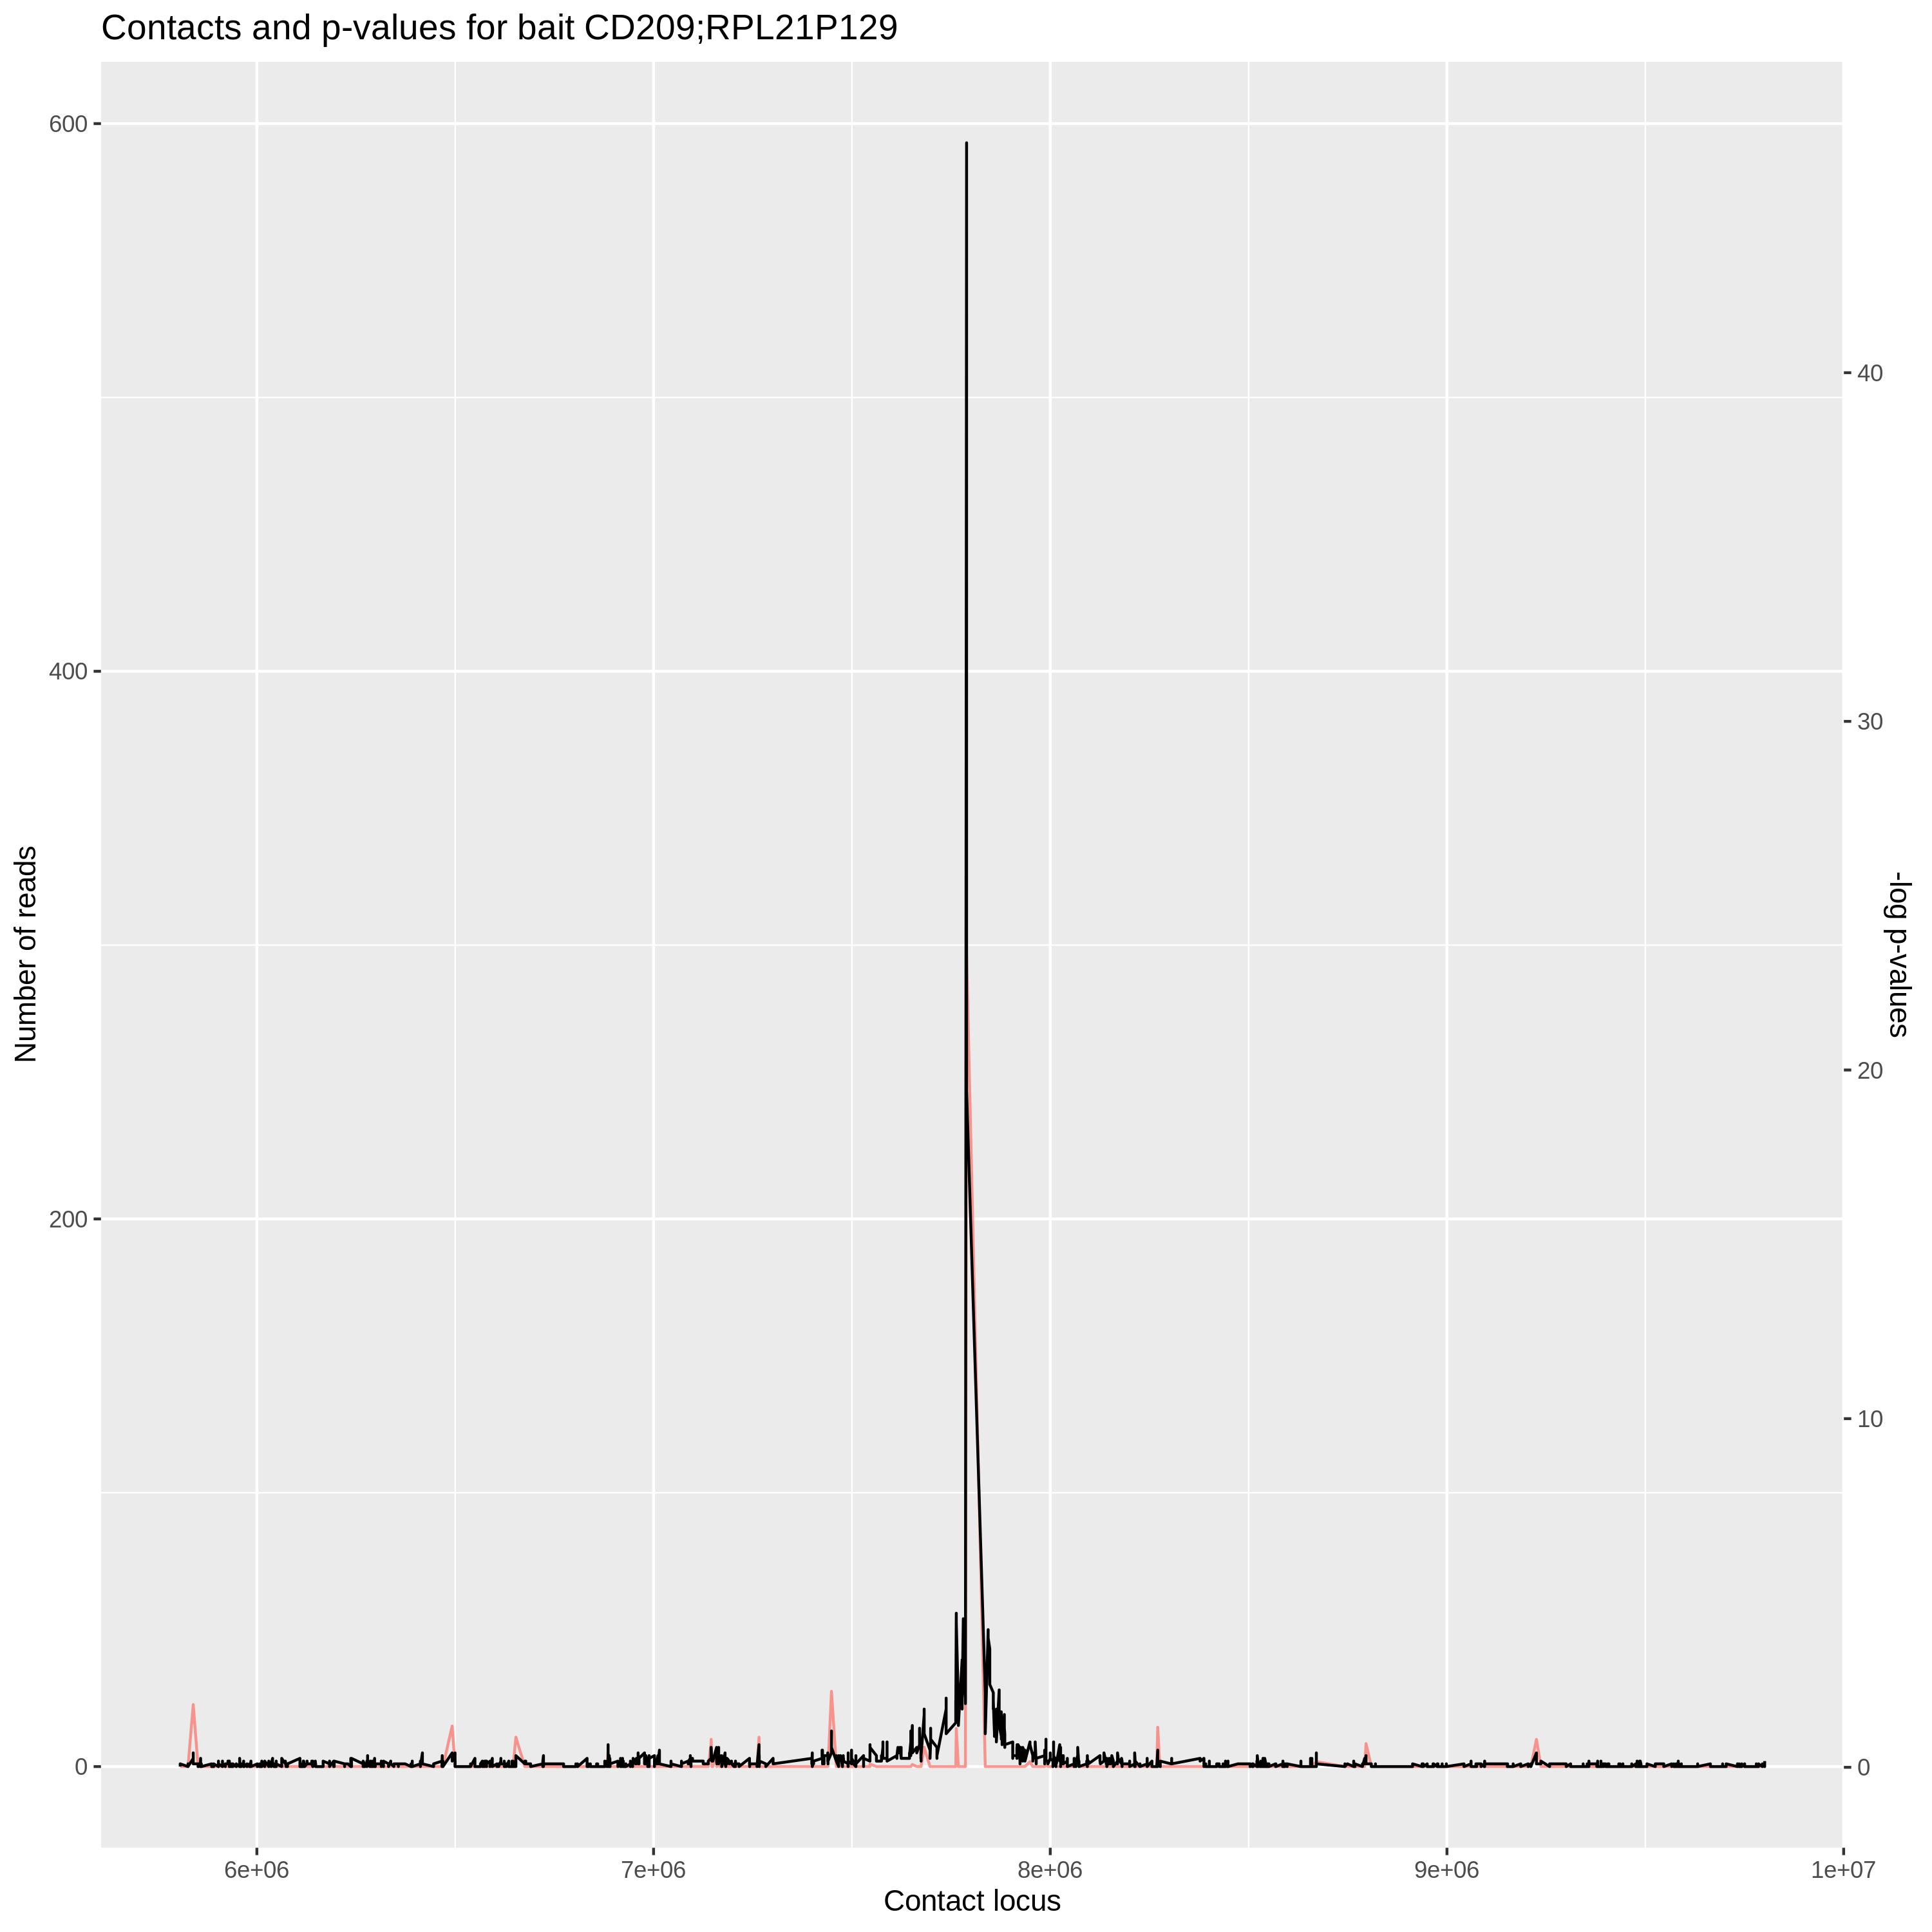 Contacts and p-values for bait CD209;RPL21P129
600
400
200
0
Number of reads
40
30
20
10
0
-log p-values
6e+06
7e+06
8e+06
9e+06
1e+07
Contact locus